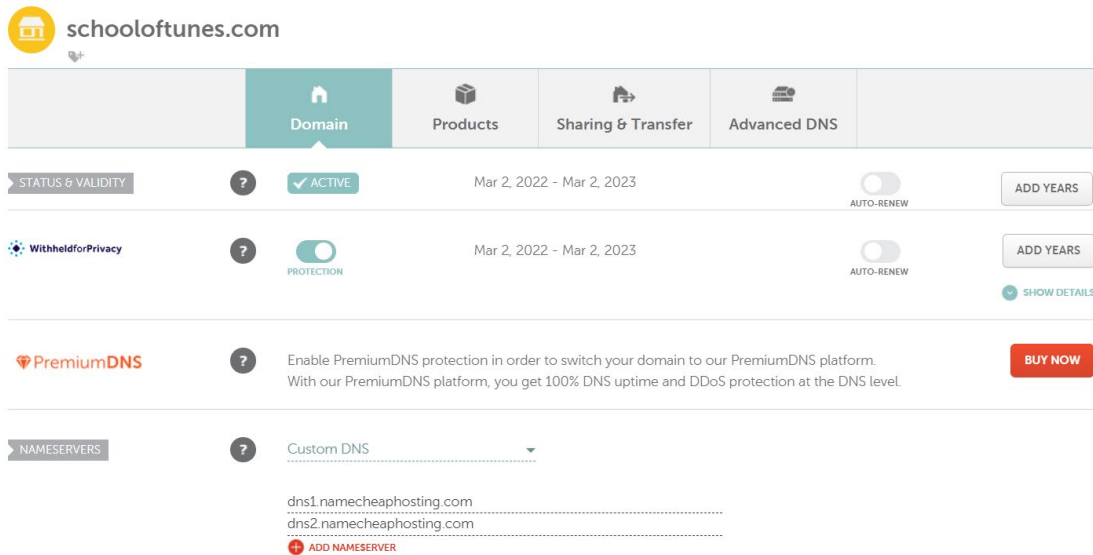 schooloftunes.com
Domain
Products
Sharing & Transfer
Advanced DNS
STATUS & VALIDITY
?
ACTIVE
Mar 2, 2022 - Mar 2, 2023
AUTO-RENEW
ADD YEARS
WithheldforPrivacy
?
PROTECTION
Mar 2, 2022 - Mar 2, 2023
AUTO-RENEW
ADD YEARS
SHOW DETAILS
PremiumDNS
?
Enable PremiumDNS protection in order to switch your domain to our PremiumDNS platform.
With our PremiumDNS platform, you get 100% DNS uptime and DDoS protection at the DNS level.
BUY NOW
NAMESERVERS
?
Custom DNS
dns1.namecheaphosting.com
dns2.namecheaphosting.com
ADD NAMESERVER